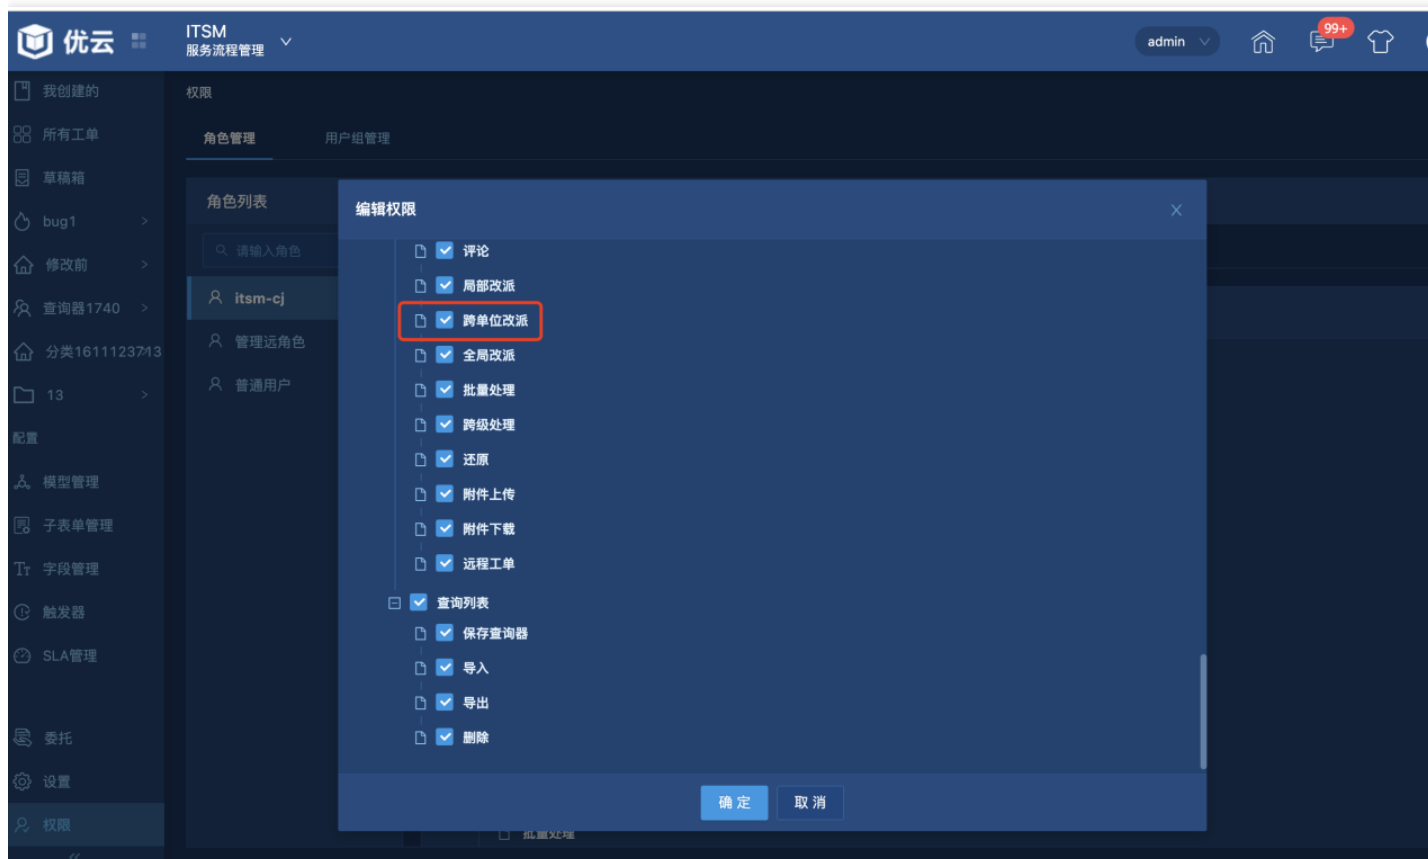 优云
ITSM
服务流程管理
admin
99+
我创建的
所有工单
草稿箱
bug1
修改前
查询器1740
分类1611123713
13
配置
模型管理
子表单管理
字段管理
触发器
SLA管理
委托
设置
权限
权限
角色管理
用户组管理
角色列表
请输入角色
itsm-cj
管理远角色
普通用户
编辑权限
评论
局部改派
跨单位改派
全局改派
批量处理
跨级处理
还原
附件上传
附件下载
远程工单
查询列表
保存查询器
导入
导出
删除
确 定
取 消
批量处理